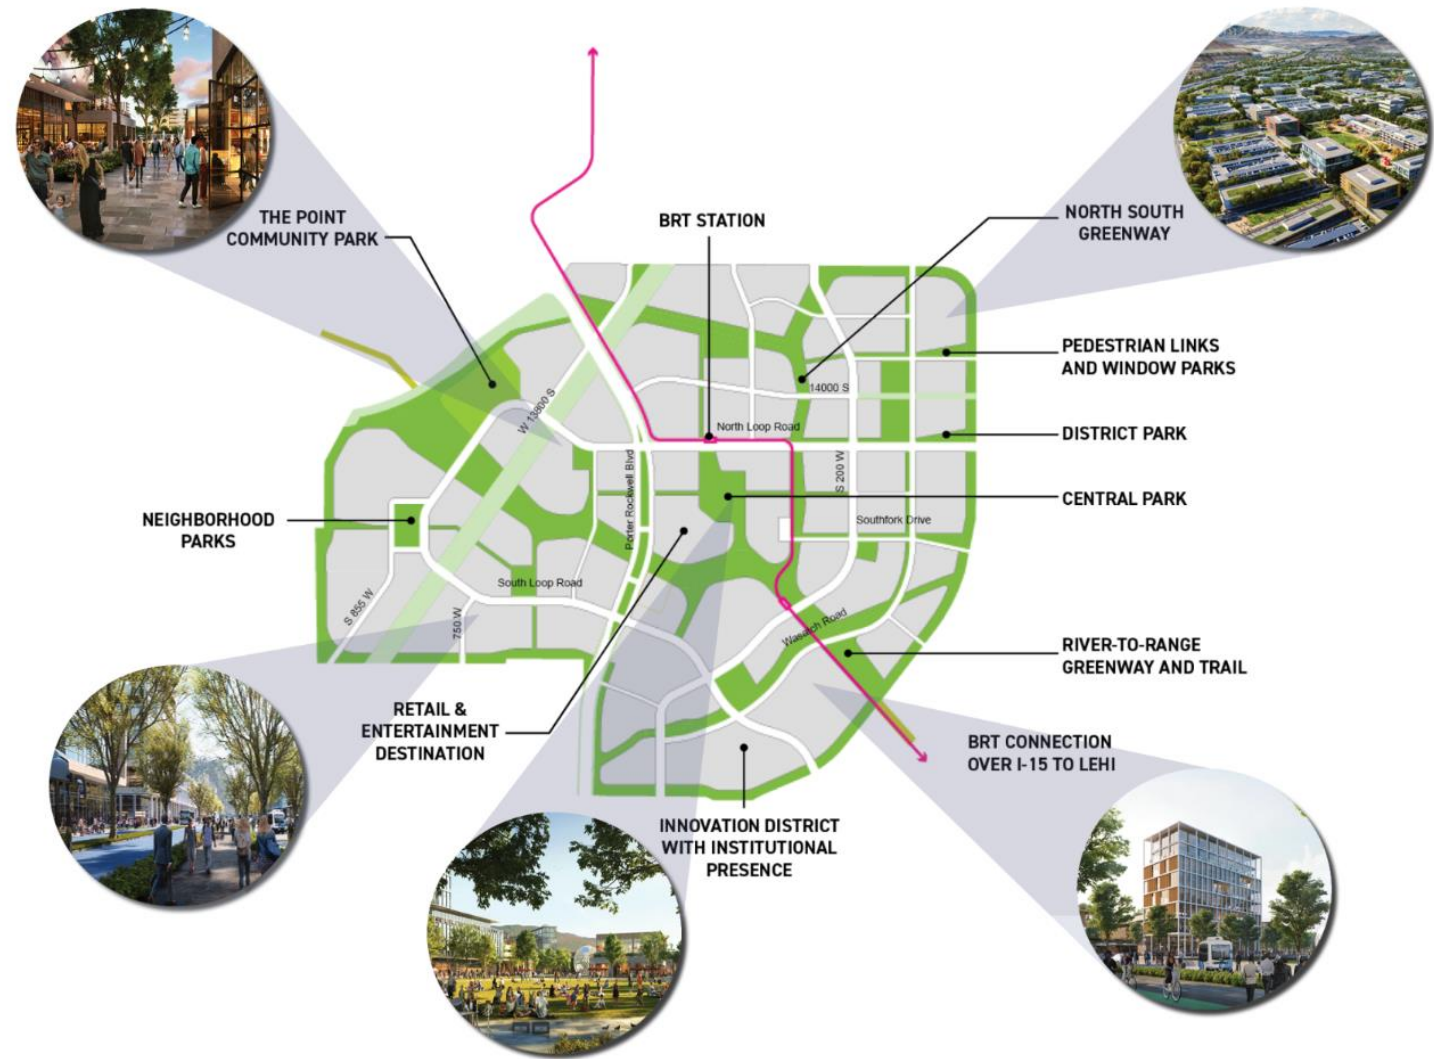 THE POINT
COMMUNITY PARK
BRT STATION
NORTH SOUTH
GREENWAY
PEDESTRIAN LINKS
AND WINDOW PARKS
14000 S
W 13800 S
North Loop Road
DISTRICT PARK
Porter Rockwell Blvd
S 200 W
CENTRAL PARK
NEIGHBORHOOD
PARKS
Southfork Drive
South Loop Road
S 855 W
750 W
Wasatch Road
RIVER-TO-RANGE
GREENWAY AND TRAIL
RETAIL &
ENTERTAINMENT
DESTINATION
BRT CONNECTION
OVER I-15 TO LEHI
INNOVATION DISTRICT
WITH INSTITUTIONAL
PRESENCE